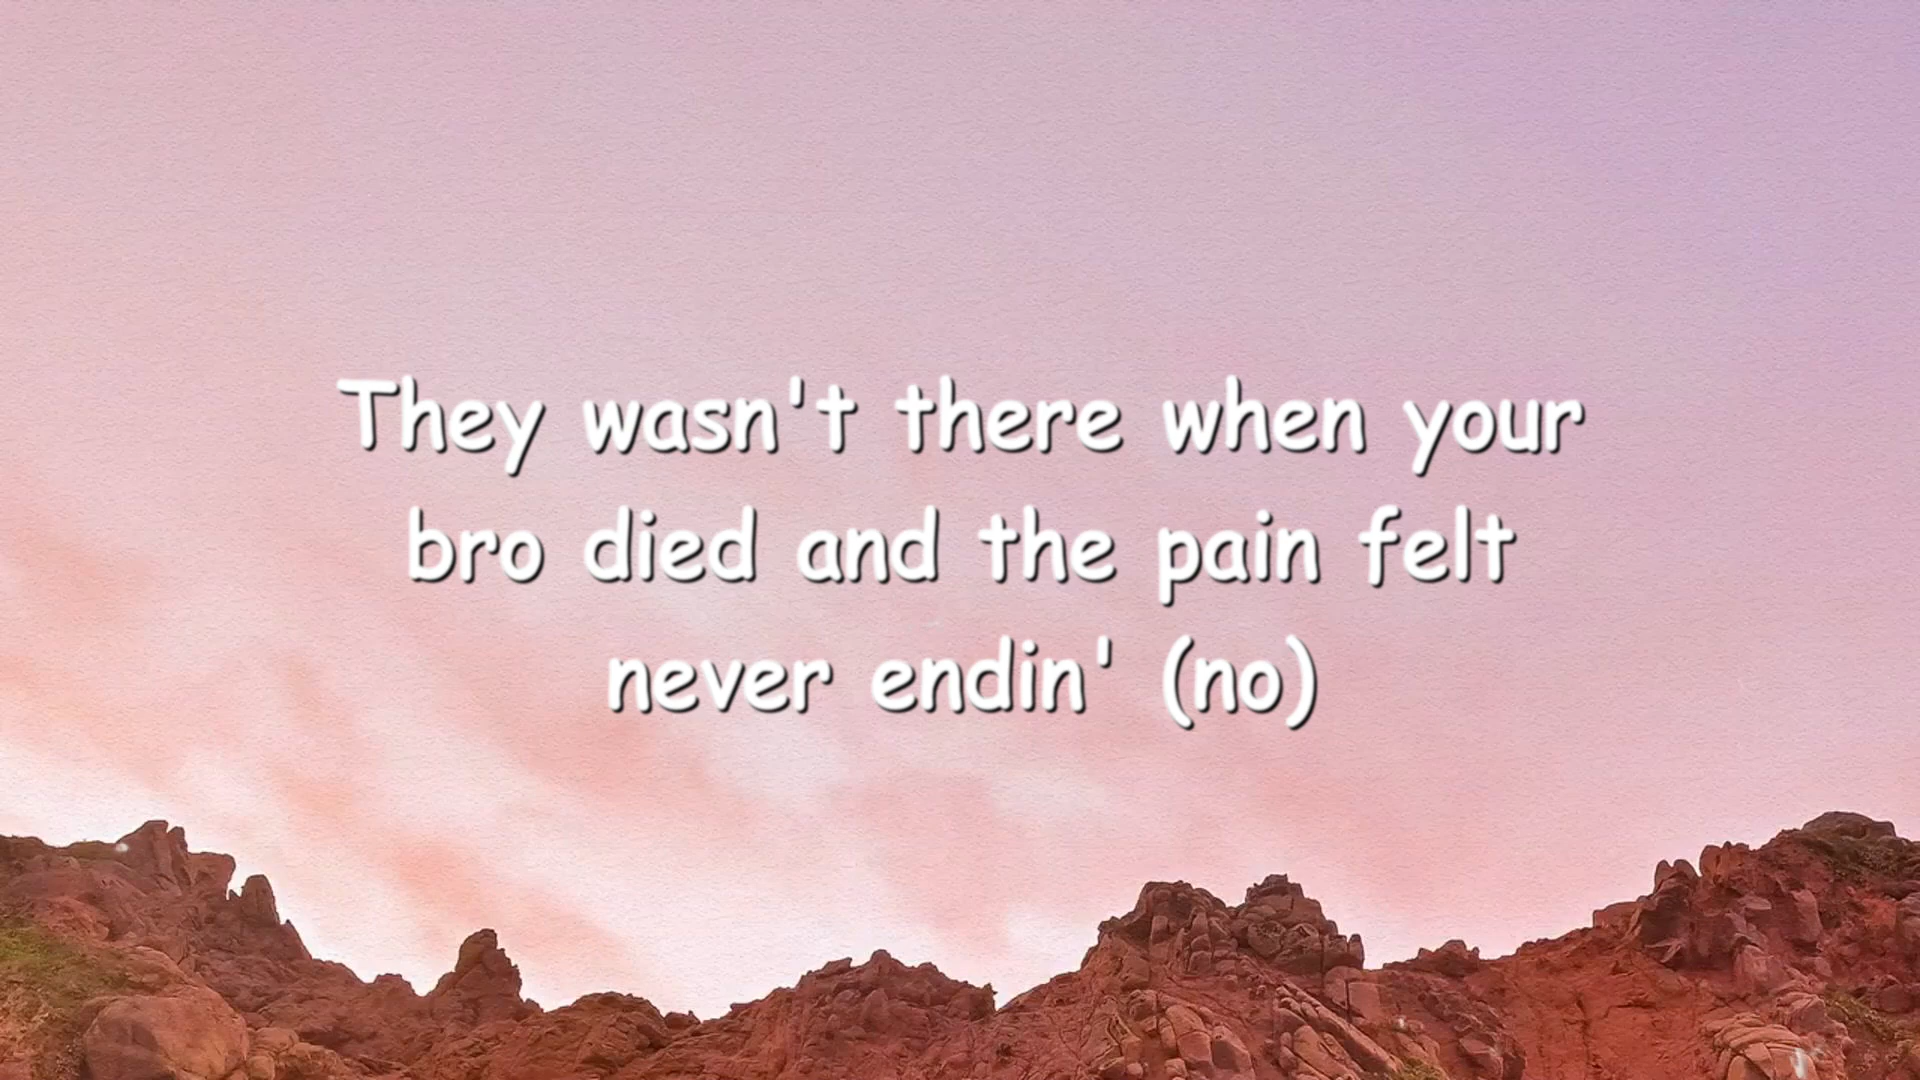 They wasn't there when your
bro died and the pain felt
never endin' (no)